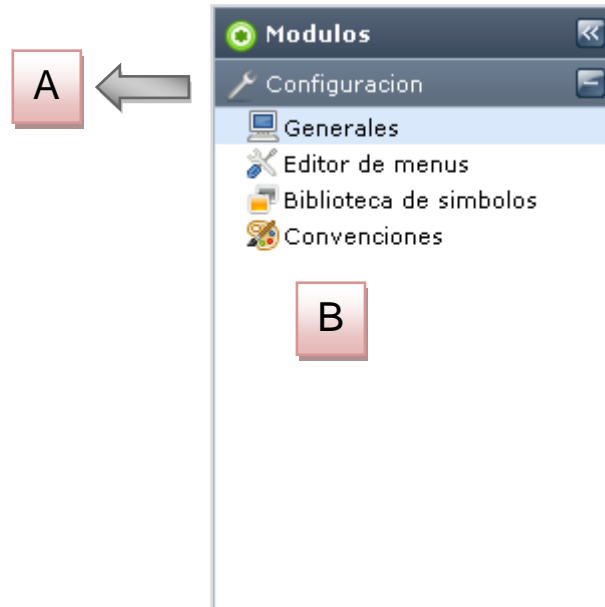 Modulos
A
Configuracion
Generales
Editor de menus
Biblioteca de simbolos
Convenciones
B